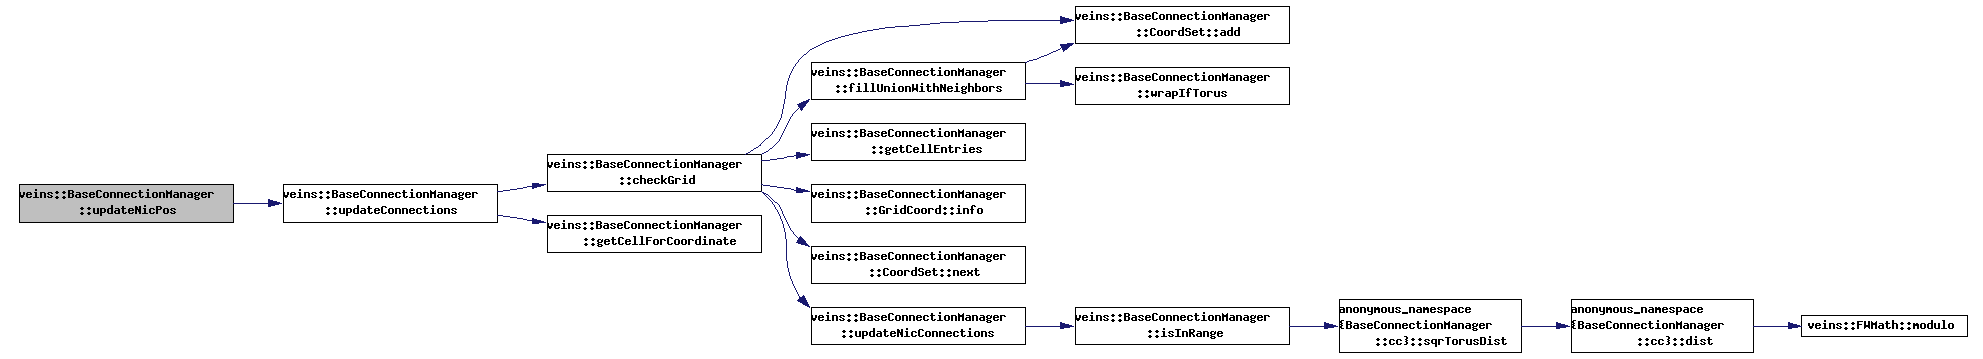 veins::BaseConnectionManager
::updateNicPos
veins::BaseConnectionManager
::updateConnections
veins::BaseConnectionManager
::checkGrid
veins::BaseConnectionManager
::getCellForCoordinate
veins::BaseConnectionManager
::CoordSet::add
veins::BaseConnectionManager
::fillUnionWithNeighbors
veins::BaseConnectionManager
::wrapIfTorus
veins::BaseConnectionManager
::getCellEntries
veins::BaseConnectionManager
::GridCoord::info
veins::BaseConnectionManager
::CoordSet::next
veins::BaseConnectionManager
::updateNicConnections
veins::BaseConnectionManager
::isInRange
anonymous_namespace
{BaseConnectionManager
::cc3::sqrTorusDist
anonymous_namespace
{BaseConnectionManager
::cc3::dist
veins::FWMath::modulo